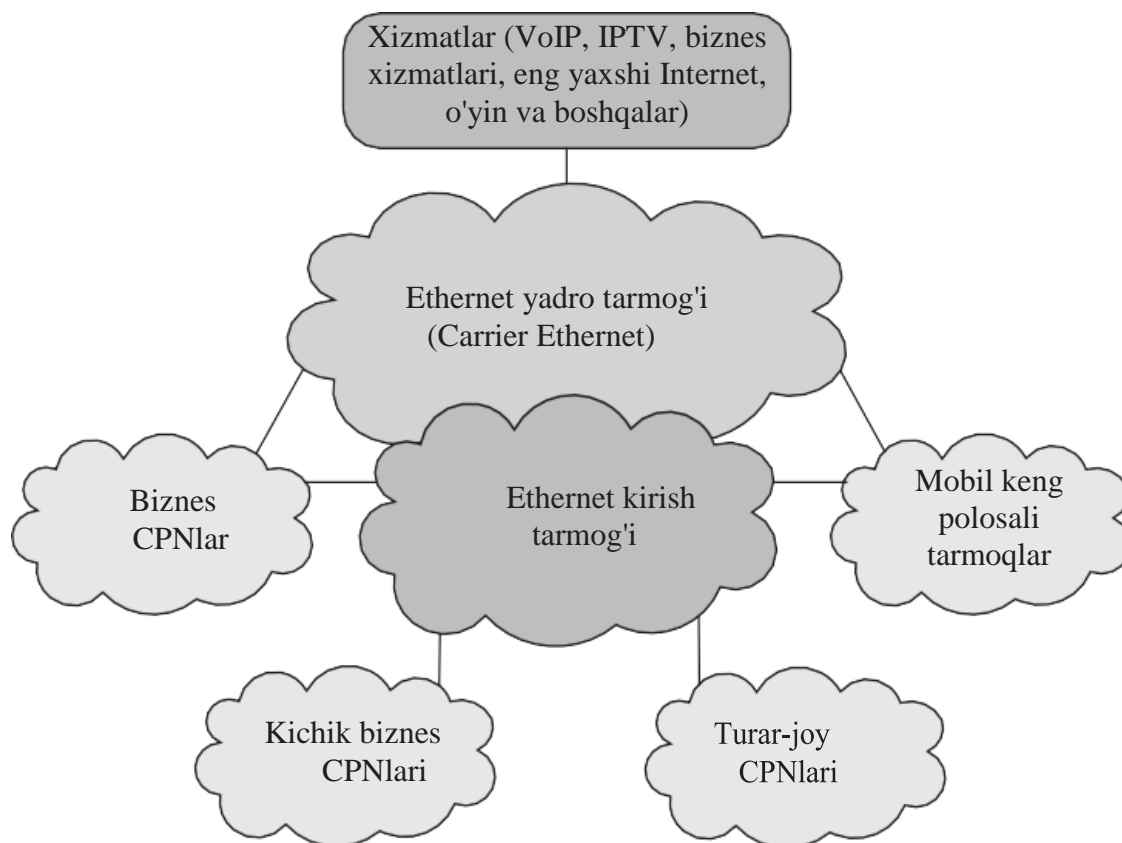 Xizmatlar (VoIP, IPTV, biznes
xizmatlari, eng yaxshi Internet,
o'yin va boshqalar)
Ethernet yadro tarmog'i
(Carrier Ethernet)
Biznes
CPNlar
Ethernet kirish
tarmog'i
Mobil keng
polosali
tarmoqlar
Kichik biznes
CPNlari
Turar-joy
CPNlari